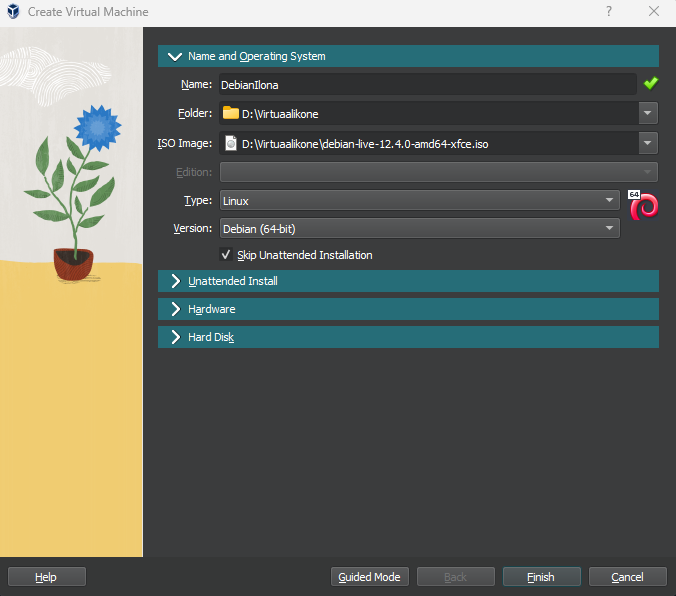 Create Virtual Machine ?
Name and Operating System
Name: DebianIlona
Folder: D:\Virtuaalikone
ISO Image: D:\Virtuaalikone\debian-live-12.4.0-amd64-xfce.iso
Edition:
Type: Linux
64
Version: Debian (64-bit)
Skip Unattended Installation
Unattended Install
Hardware
Hard Disk
Help Guided Mode Back Finish Cancel